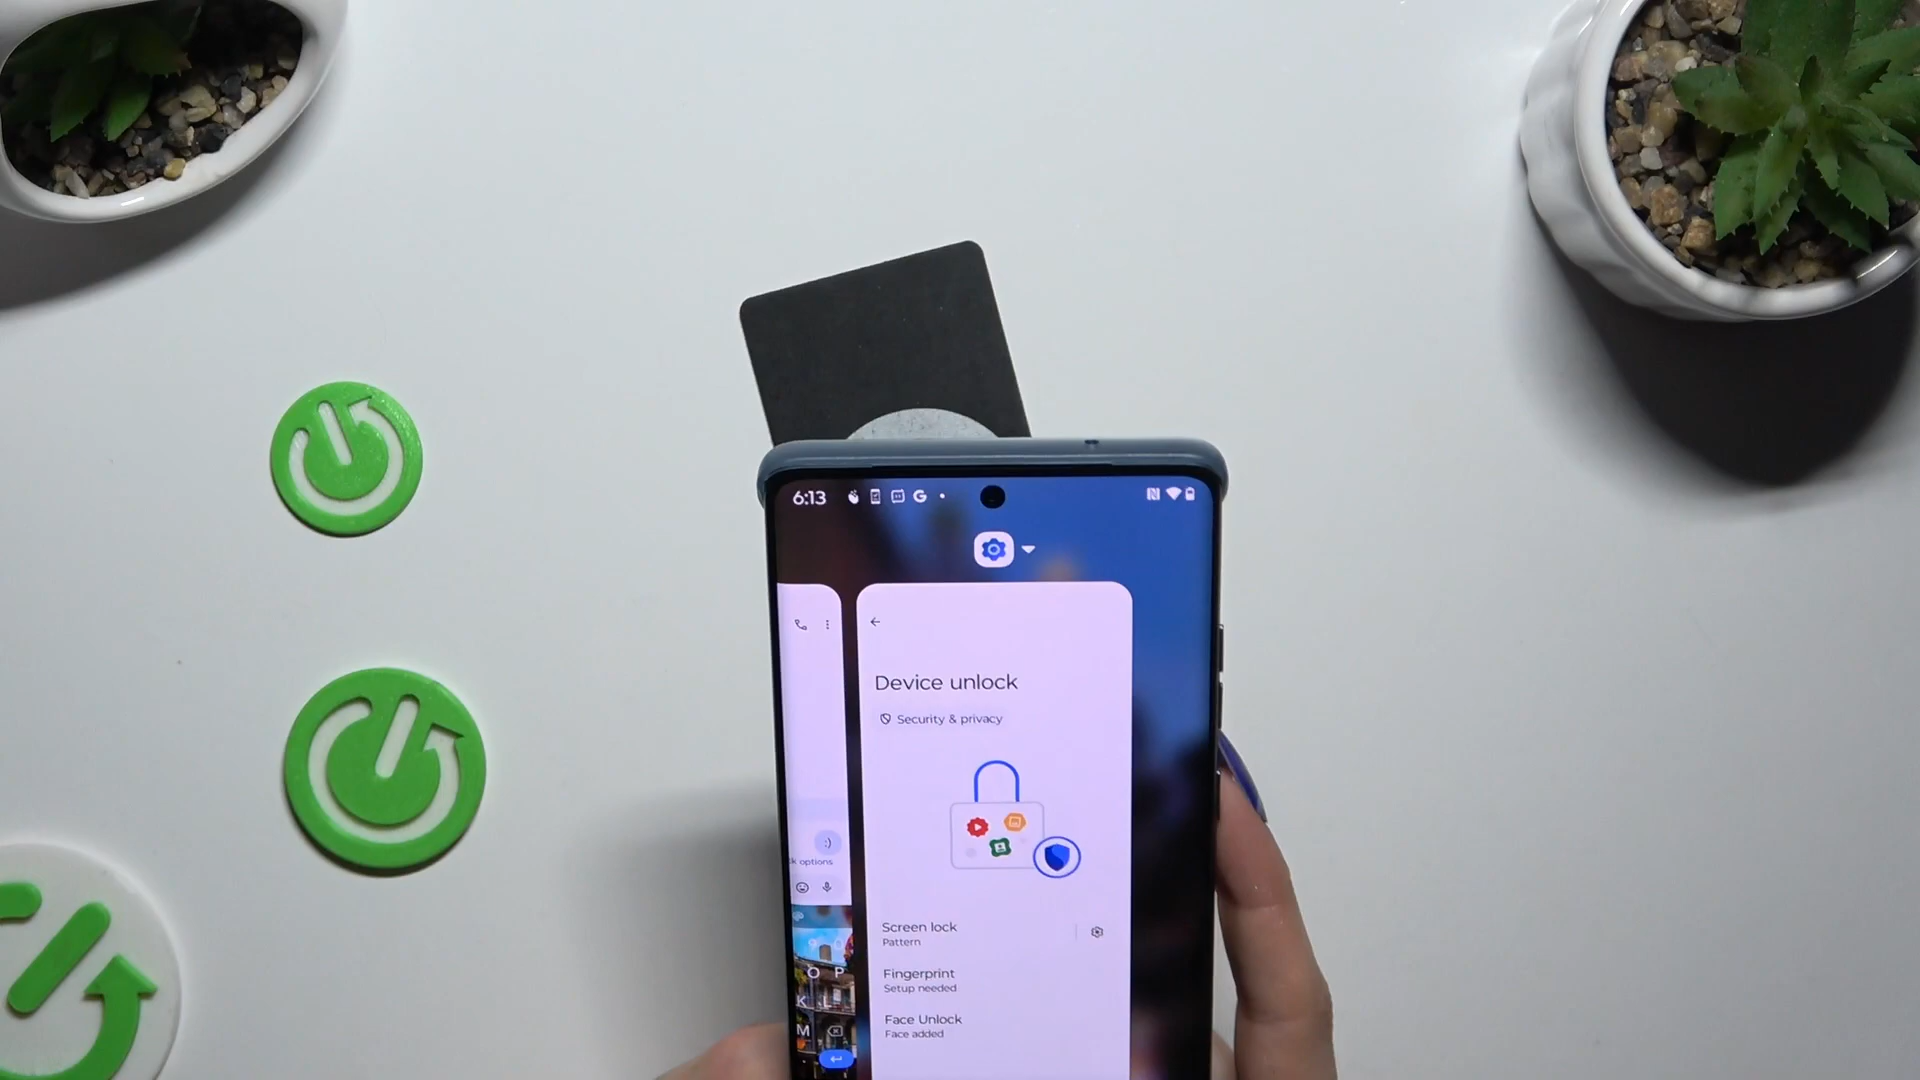 6:13
Device unlock
Security & privacy
:)
k options
Screen lock
Pattern
Fingerprint
Setup needed
Face Unlock
Face added
O P
K L
M